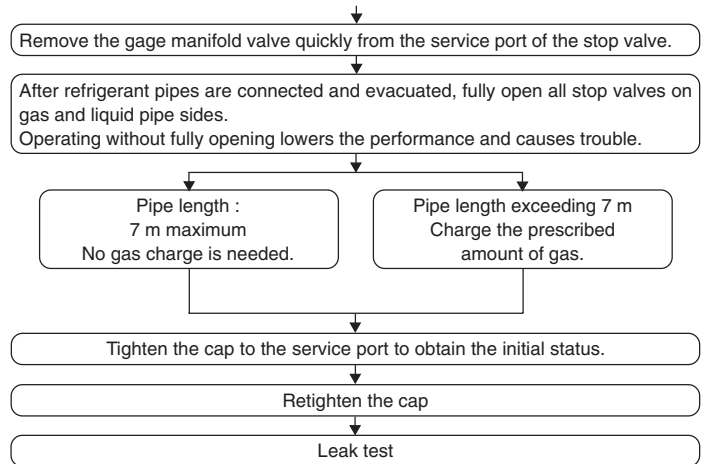 Remove the gage manifold valve quickly from the service port of the stop valve.
After refrigerant pipes are connected and evacuated, fully open all stop valves on
gas and liquid pipe sides.
Operating without fully opening lowers the performance and causes trouble.
Pipe length :
7 m maximum
No gas charge is needed.
Pipe length exceeding 7 m
Charge the prescribed
amount of gas.
Tighten the cap to the service port to obtain the initial status.
Retighten the cap
Leak test